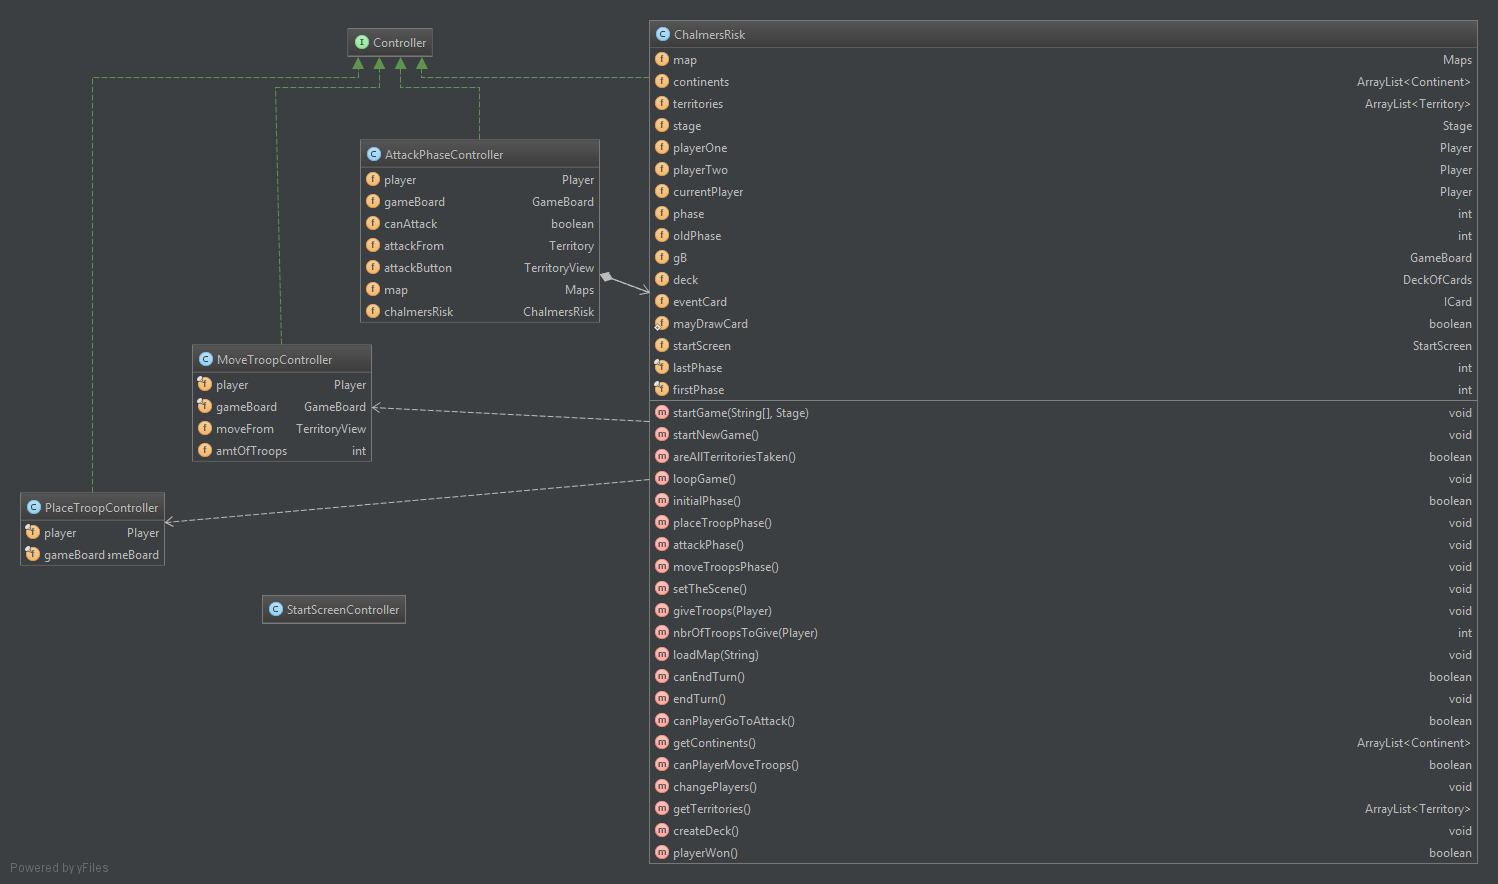 Controller
AttackPhaseController
player Player
gameBoard GameBoard
canAttack boolean
attackFrom Territory
attackButton TerritoryView
map Maps
chalmersRisk ChalmersRisk
MoveTroopController
player Player
gameBoard GameBoard
moveFrom TerritoryView
amtOfTroops int
PlaceTroopController
player Player
gameBoard ameBoard
StartScreenController
ChalmersRisk
map Maps
continents ArrayList<Continent>
territories ArrayList<Territory>
stage Stage
playerOne Player
playerTwo Player
currentPlayer Player
phase int
oldPhase int
gB GameBoard
deck DeckOfCards
eventCard ICard
mayDrawCard boolean
startScreen StartScreen
lastPhase int
firstPhase int
startGame(String[], Stage) void
startNewGame() void
areAllTerritoriesTaken() boolean
loopGame() void
initialPhase() boolean
placeTroopPhase() void
attackPhase() void
moveTroopsPhase() void
setTheScene() void
giveTroops(Player) void
nbrOfTroopsToGive(Player) int
loadMap(String) void
canEndTurn() boolean
endTurn() void
canPlayerGoToAttack() boolean
getContinents() ArrayList<Continent>
canPlayerMoveTroops() boolean
changePlayers() void
getTerritories() ArrayList<Territory>
createDeck() void
playerWon() boolean
Powered by yFiles